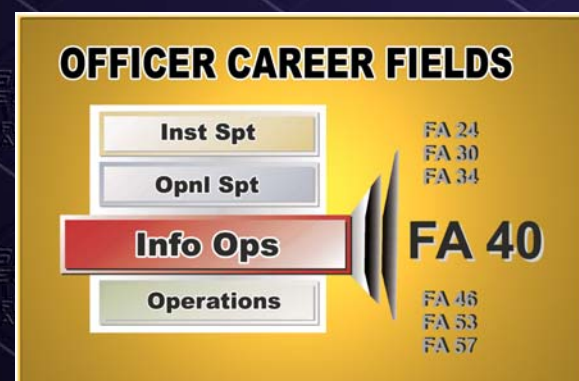 OFFICER CAREER FIELDS
Inst Spt
Opnl Spt
Info Ops
Operations
FA 24
FA 30
FA 34
FA 40
FA 46
FA 53
FA 57